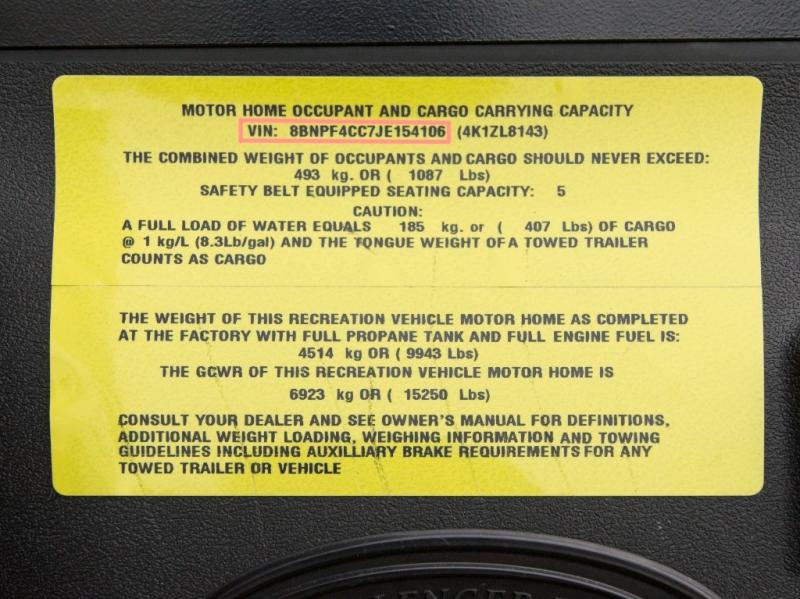 MOTOR HOME OCCUPANT AND CARGO CARRYING CAPACITY
VIN: 8BNPF4CC7JE154106 (4K1ZL8143)
THE COMBINED WEIGHT OF OCCUPANTS AND CARGO SHOULD NEVER EXCEED:
493 kg. OR ( 1087 Lbs)
SAFETY BELT EQUIPPED SEATING CAPACITY: 5
CAUTION:
A FULL LOAD OF WATER EQUALS 185 kg. or ( 407 Lbs) OF CARGO
@ 1 kg/L (8.3Lb/gal) AND THE TONGUE WEIGHT OF A TOWED TRAILER
COUNTS AS CARGO
THE WEIGHT OF THIS RECREATION VEHICLE MOTOR HOME AS COMPLETED
AT THE FACTORY WITH FULL PROPANE TANK AND FULL ENGINE FUEL IS:
4514 kg OR ( 9943 Lbs)
THE GCWR OF THIS RECREATION VEHICLE MOTOR HOME IS
6923 kg OR ( 15250 Lbs)
CONSULT YOUR DEALER AND SEE OWNER'S MANUAL FOR DEFINITIONS,
ADDITIONAL WEIGHT LOADING, WEIGHING INFORMATION AND TOWING
GUIDELINES INCLUDING AUXILLIARY BRAKE REQUIREMENTS FOR ANY
TOWED TRAILER OR VEHICLE